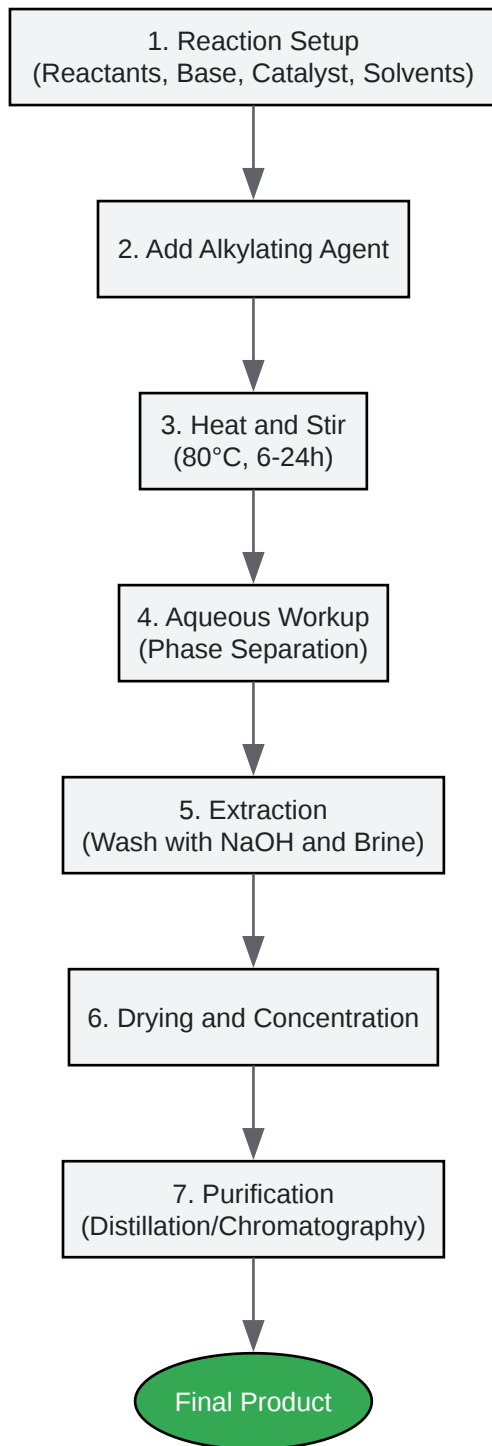 1. Reaction Setup
(Reactants, Base, Catalyst, Solvents)
2. Add Alkylating Agent
3. Heat and Stir
(80°C, 6-24h)
4. Aqueous Workup
(Phase Separation)
5. Extraction
(Wash with NaOH and Brine)
6. Drying and Concentration
7. Purification
(Distillation/Chromatography)
Final Product